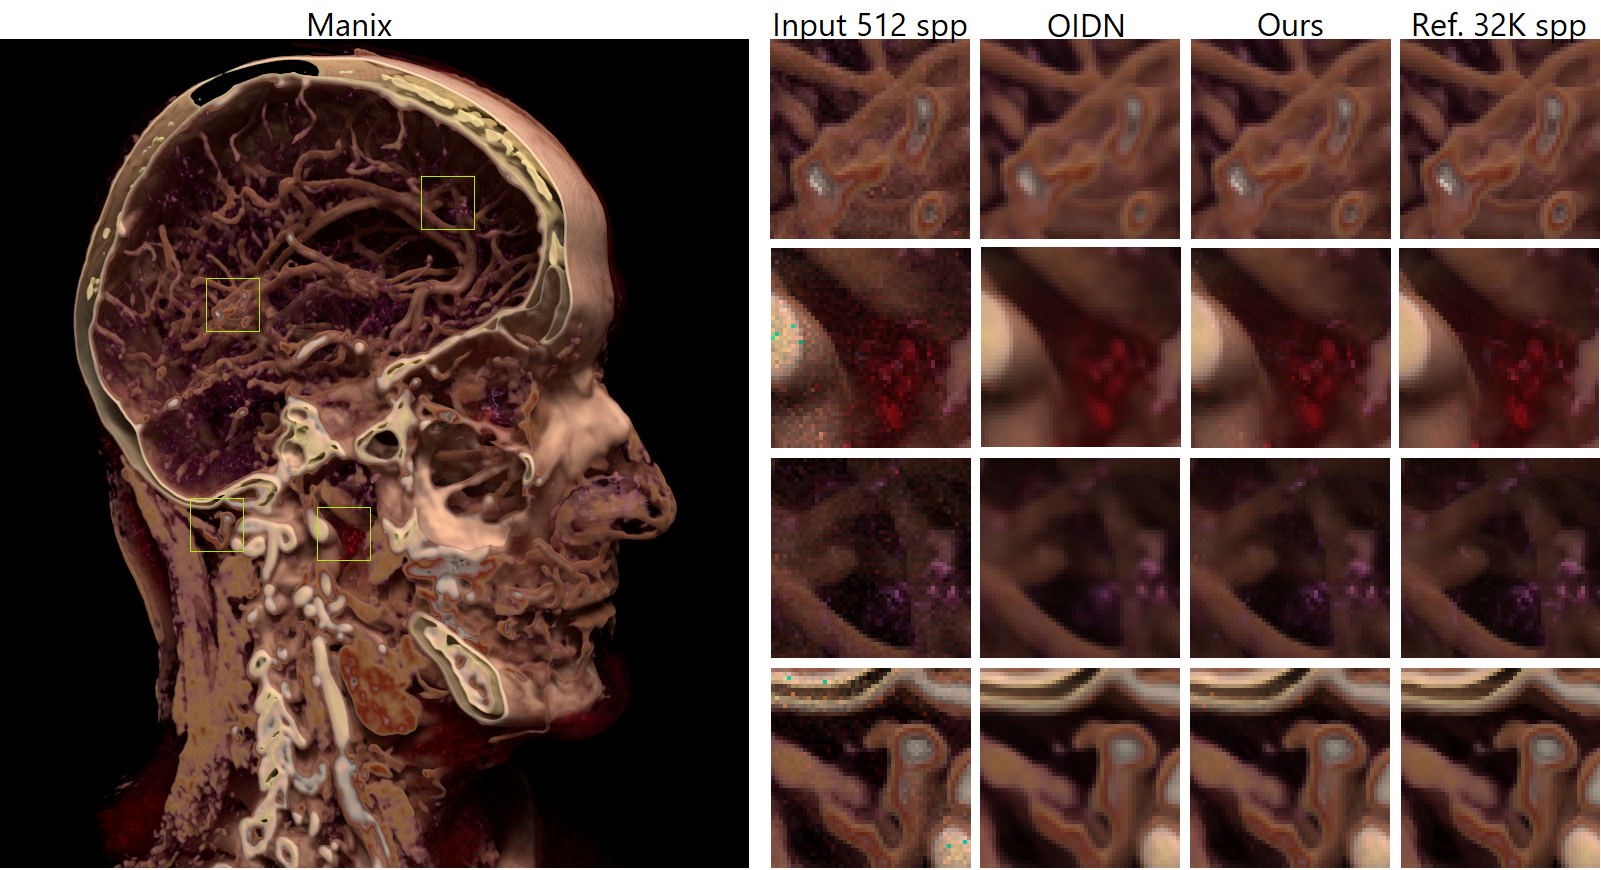 Manix
Input 512 spp
OIDN
Ours
Ref. 32K spp